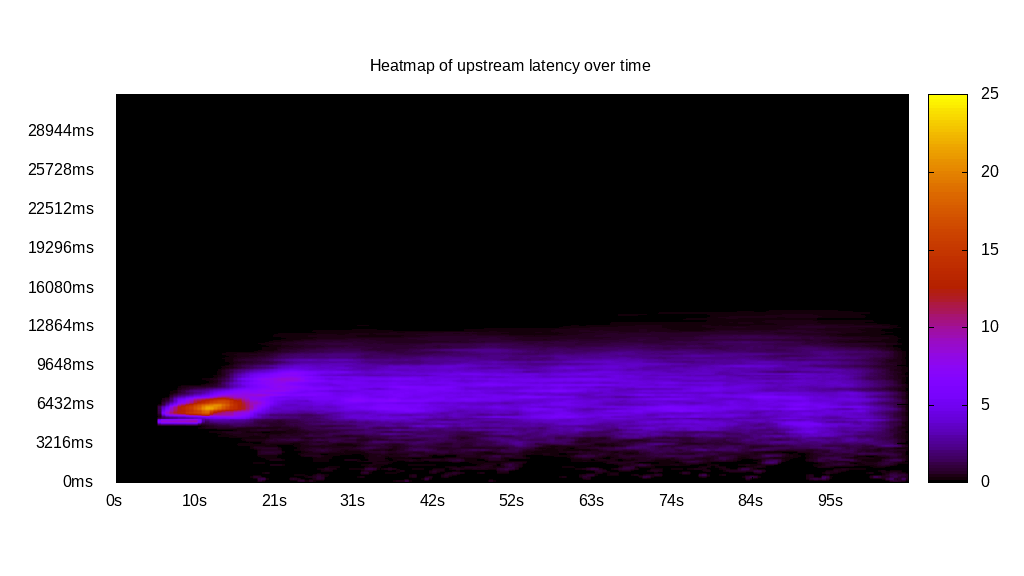 Heatmap of upstream latency over time
28944ms
25728ms
22512ms
19296ms
16080ms
12864ms
9648ms
6432ms
3216ms
0ms
0s 10s 21s 31s 42s 52s 63s 74s 84s 95s
25
20
15
10
5
0